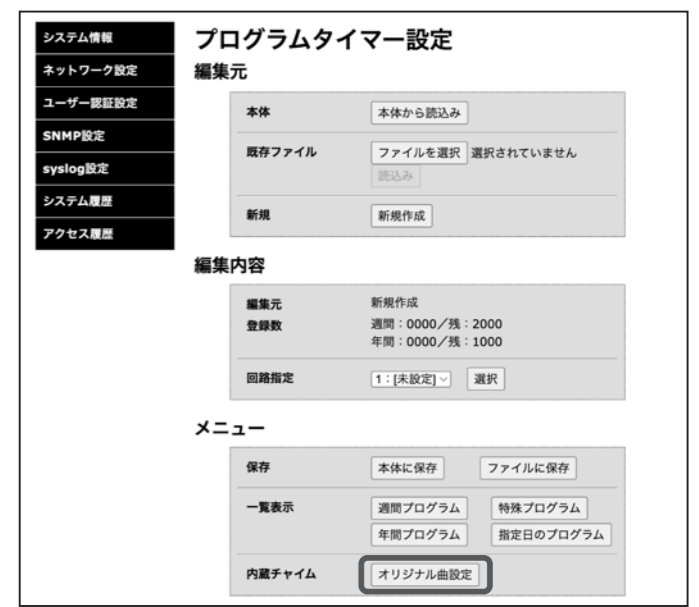 システム情報
ネットワーク設定
ユーザー認証設定
SNMP設定
syslog設定
システム履歴
アクセス履歴
プログラムタイマー設定
編集元
本体 本体から読込み
既存ファイル ファイルを選択 選択されていません
読込み
新規 新規作成
編集内容
編集元 新規作成
登録数 週間：0000／残：2000
年間：0000／残：1000
回路指定 1：[未設定] 選択
メニュー
保存 本体に保存 ファイルに保存
一覧表示 週間プログラム 特殊プログラム
年間プログラム 指定日のプログラム
内蔵チャイム オリジナル曲設定